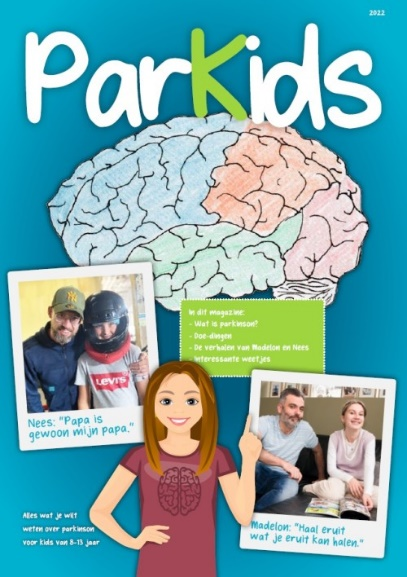 2022
ParKids
In dit magazine:
- Wat is parkinson?
- Doe-dingen
- De verhalen van Madelon en Nees
- Interessante weetjes
LEVI'S
Nees: "Papa is
gewoon mijn papa."
Alles wat je wilt
weten over parkinson
voor kids van 8-13 jaar
Madelon: "Haal eruit
wat je eruit kan halen."